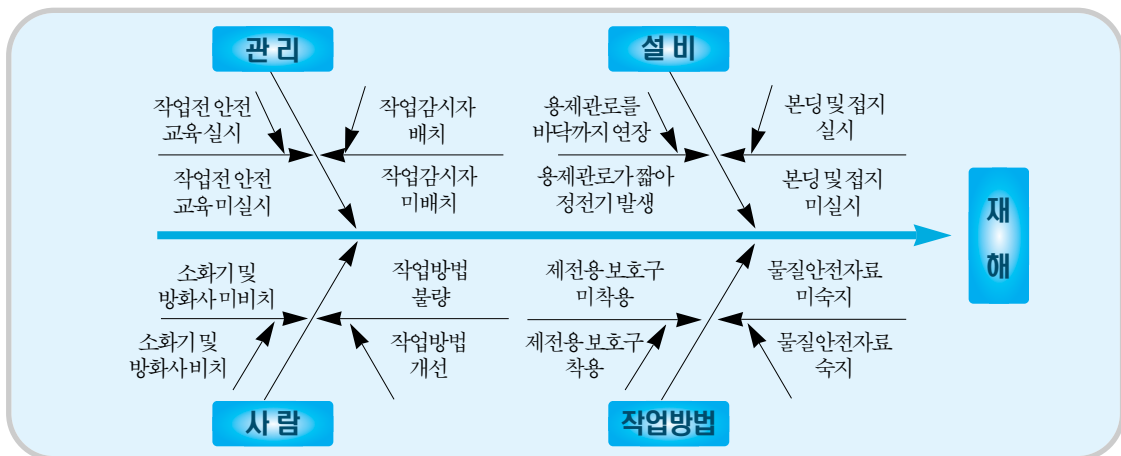 관리
설비
작업전 안전
교육 실시
작업감시자
배치
용제관로를
바닥까지 연장
본딩 및 접지
실시
작업전 안전
교육 미실시
작업감시자
미배치
용제관로가 짧아
정전기 발생
본딩 및 접지
미실시
재
해
소화기 및
방화사 미비치
작업방법
불량
제전용 보호구
미착용
물질안전자료
미숙지
소화기 및
방화사 비치
작업방법
개선
제전용 보호구
착용
물질안전자료
숙지
사람
작업방법